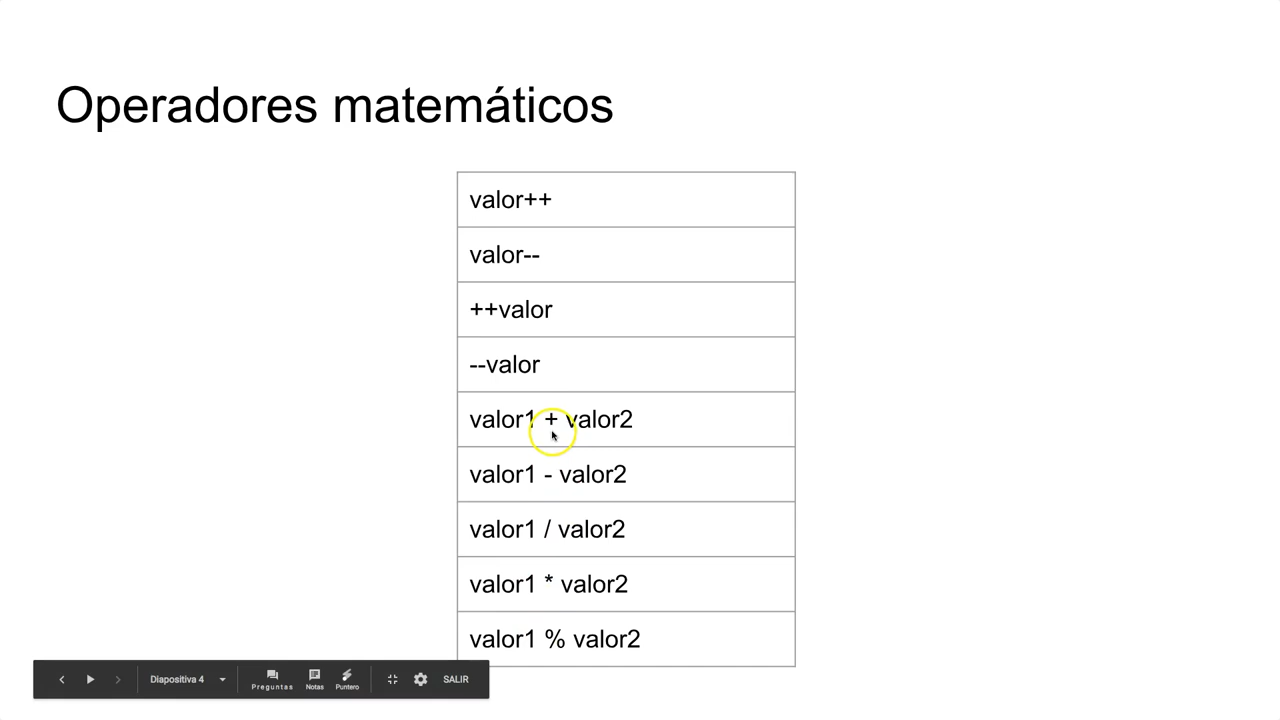 Operadores matemáticos
valor++
valor--
++valor
--valor
valor1 + valor2
valor1 - valor2
valor1 / valor2
valor1 * valor2
valor1 % valor2
Diapositiva 4
Preguntas
Notas
Puntero
SALIR